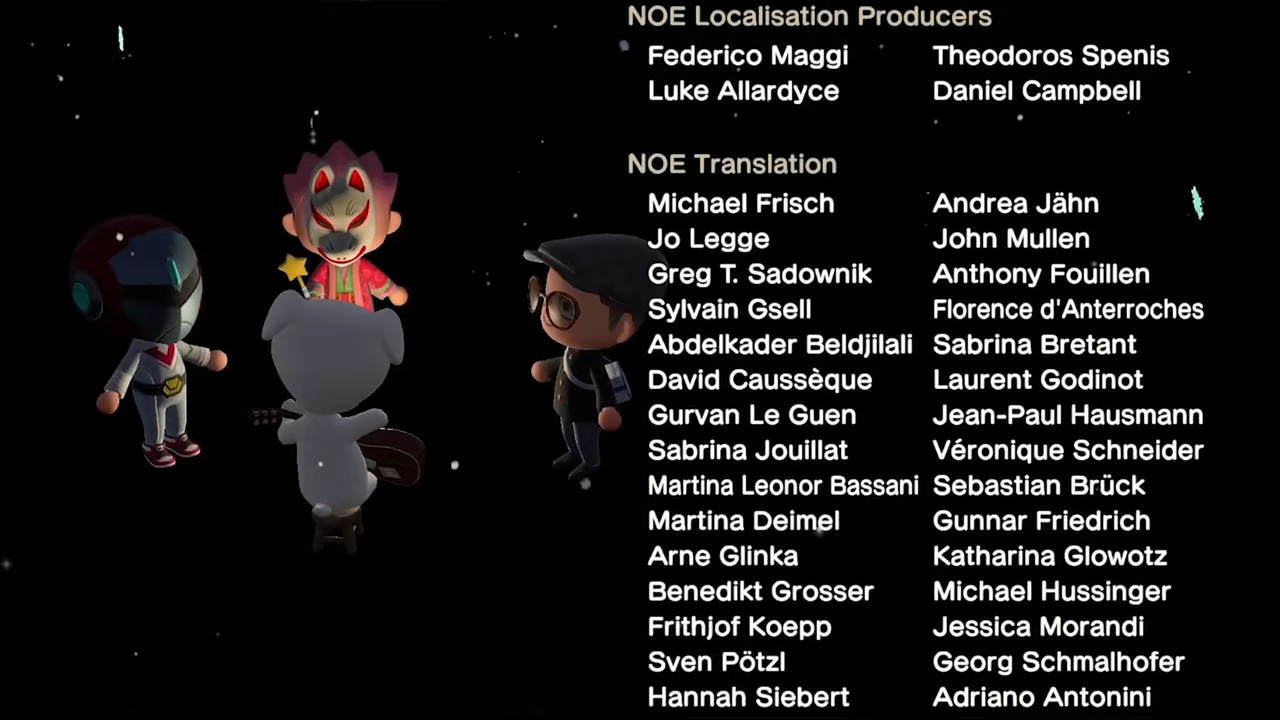 NOE Localisation Producers
Federico Maggi Theodoros Spenis
Luke Allardyce Daniel Campbell
NOE Translation
Michael Frisch Andrea Jähn
Jo Legge John Mullen
Greg T. Sadownik Anthony Fouillen
Sylvain Gsell Florence d'Anterroches
Abdelkader Beldjilali Sabrina Bretant
David Caussèque Laurent Godinot
Gurvan Le Guen Jean-Paul Hausmann
Sabrina Jouillat Véronique Schneider
Martina Leonor Bassani Sebastian Brück
Martina Deimel Gunnar Friedrich
Arne Glinka Katharina Glowotz
Benedikt Grosser Michael Hussinger
Frithjof Koepp Jessica Morandi
Sven Pötzl Georg Schmalhofer
Hannah Siebert Adriano Antonini